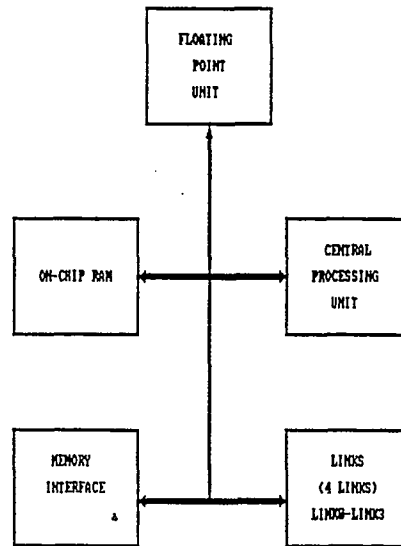 FLOATING
POINT
UNIT
ON-CHIP RAM
CENTRAL
PROCESSING
UNIT
MEMORY
INTERFACE
LINKS
(4 LINKS)
LINK0-LINK3